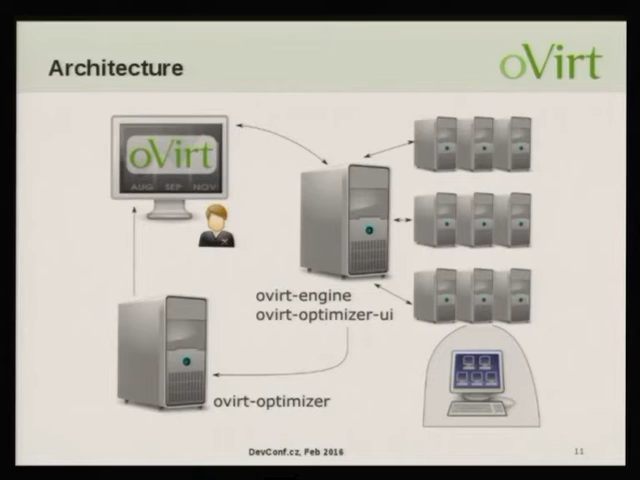 Architecture
oVirt
oVirt
AUG SEP NOV
ovirt-engine
ovirt-optimizer-ui
ovirt-optimizer
DevConf.cz, Feb 2016
11